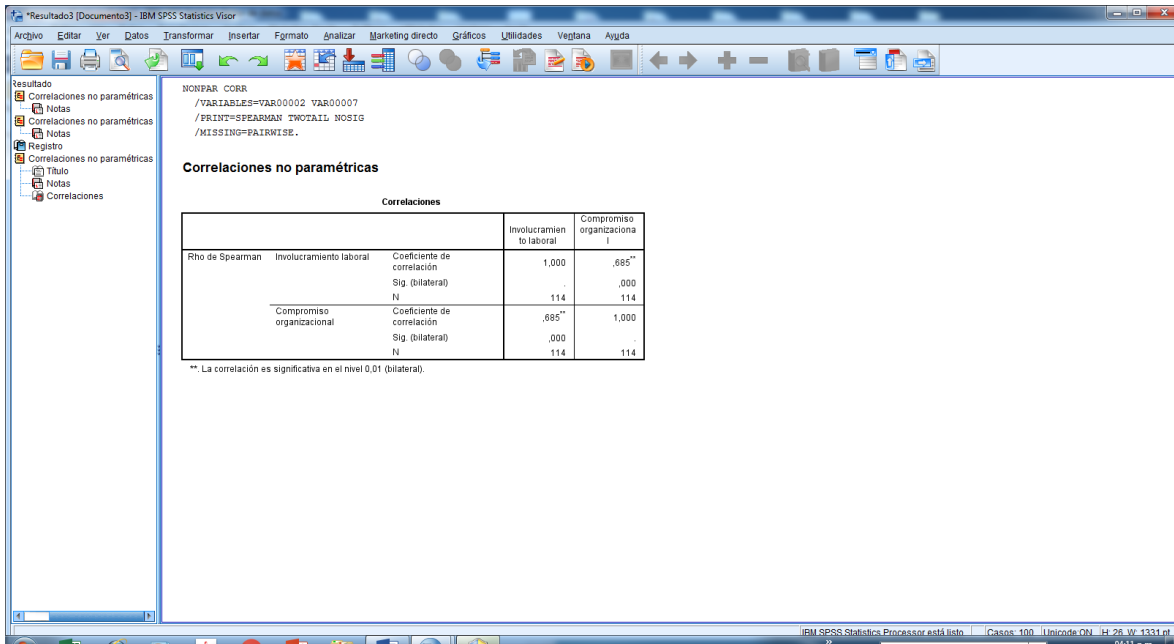 *Resultado3 [Documento3] - IBM SPSS Statistics Visor
Archivo Editar Ver Datos Transformar Insertar Formato Analizar Marketing directo Gráficos Utilidades Ventana Ayuda
Resultado
Correlaciones no paramétricas
Notas
Correlaciones no paramétricas
Notas
Registro
Correlaciones no paramétricas
Título
Notas
Correlaciones
NONPAR CORR
/VARIABLES=VAR00002 VAR00007
/PRINT=SPEARMAN TWOTAIL NOSIG
/MISSING=PAIRWISE.
Correlaciones no paramétricas
Correlaciones
Involucramien
to laboral
Compromiso
organizaciona
l
Rho de Spearman Involucramiento laboral Coeficiente de
correlación 1,000 ,685**
Sig. (bilateral) . ,000
N 114 114
Compromiso
organizacional Coeficiente de
correlación ,685** 1,000
Sig. (bilateral) ,000 .
N 114 114
**. La correlación es significativa en el nivel 0,01 (bilateral).
IBM SPSS Statistics Processor está listo Casos: 100 Unicode:ON H: 26, W: 1331 pt